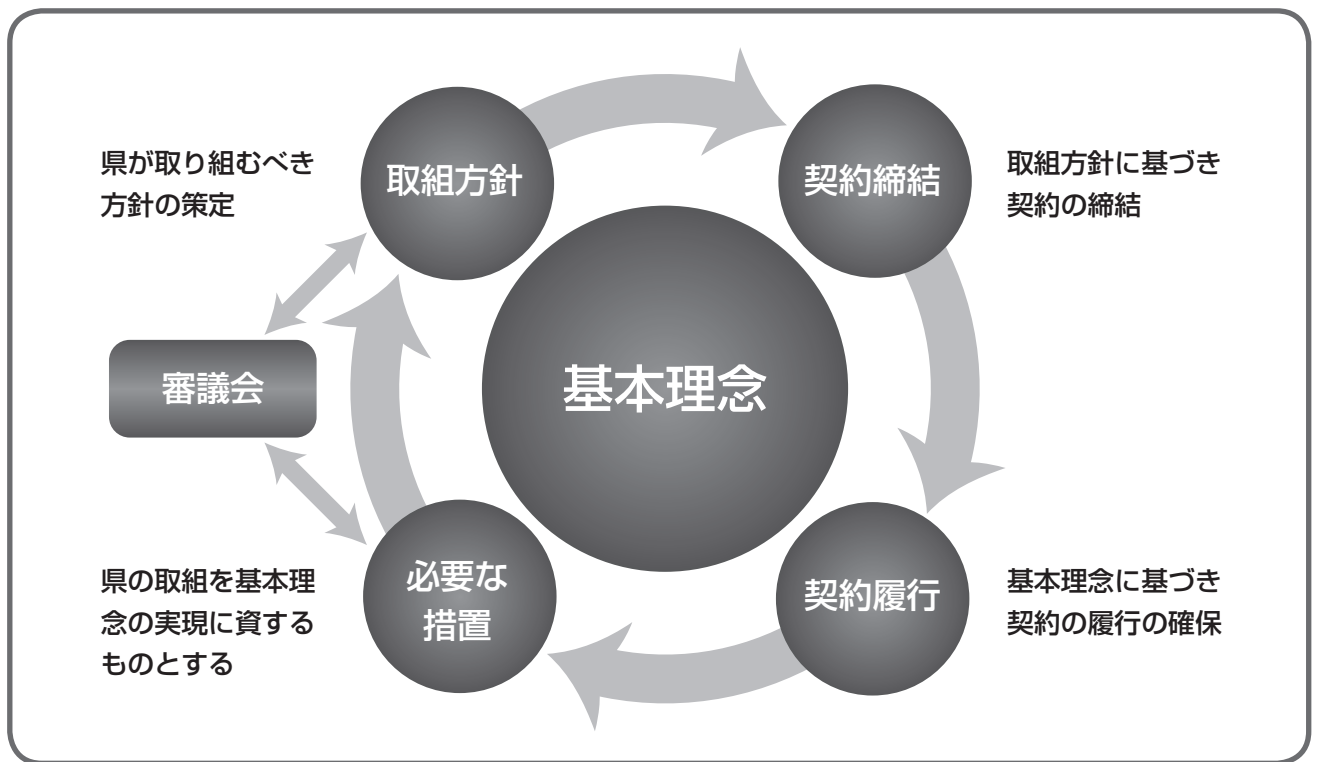 県が取り組むべき
方針の策定
取組方針
契約締結
取組方針に基づき
契約の締結
審議会
基本理念
県の取組を基本理
念の実現に資する
ものとする
必要な
措置
契約履行
基本理念に基づき
契約の履行の確保